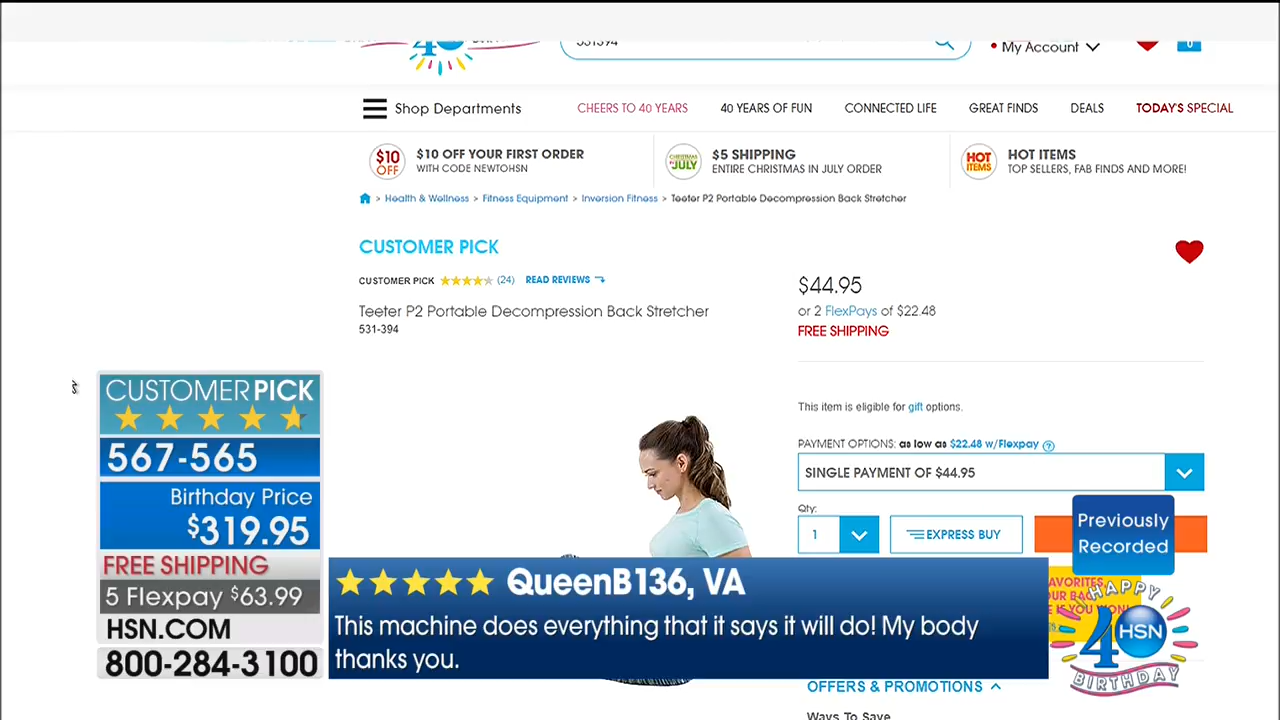 40
531394
My Account
0
Shop Departments
CHEERS TO 40 YEARS
40 YEARS OF FUN
CONNECTED LIFE
GREAT FINDS
DEALS
TODAY'S SPECIAL
$10 OFF
$10 OFF YOUR FIRST ORDER
WITH CODE NEWTOHSN
CHRISTMAS IN JULY
$5 SHIPPING
ENTIRE CHRISTMAS IN JULY ORDER
HOT ITEMS
HOT ITEMS
TOP SELLERS, FAB FINDS AND MORE!
> Health & Wellness > Fitness Equipment > Inversion Fitness > Teeter P2 Portable Decompression Back Stretcher
CUSTOMER PICK
CUSTOMER PICK (24) READ REVIEWS
Teeter P2 Portable Decompression Back Stretcher
531-394
$44.95
or 2 FlexPays of $22.48
FREE SHIPPING
This item is eligible for gift options.
PAYMENT OPTIONS: as low as $22.48 w/Flexpay ?
SINGLE PAYMENT OF $44.95
Qty:
1
EXPRESS BUY
Previously
Recorded
CUSTOMER PICK
567-565
Birthday Price
$319.95
FREE SHIPPING
5 Flexpay $63.99
HSN.COM
800-284-3100
QueenB136, VA
This machine does everything that it says it will do! My body
thanks you.
HAPPY
40 HSN
BIRTHDAY
OFFERS & PROMOTIONS
Ways To Save